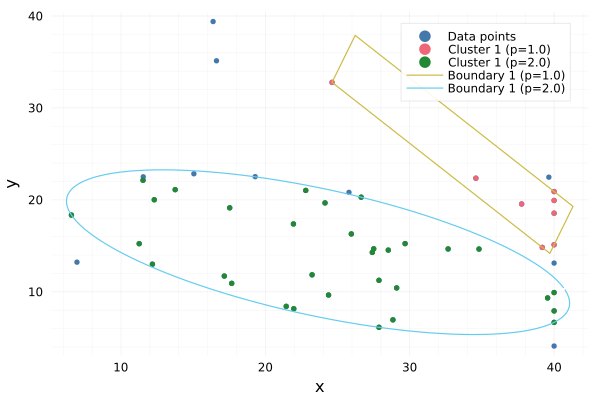 40
30
20
10
y
Data points
Cluster 1 (p=1.0)
Cluster 1 (p=2.0)
Boundary 1 (p=1.0)
Boundary 1 (p=2.0)
10 20 30 40
x